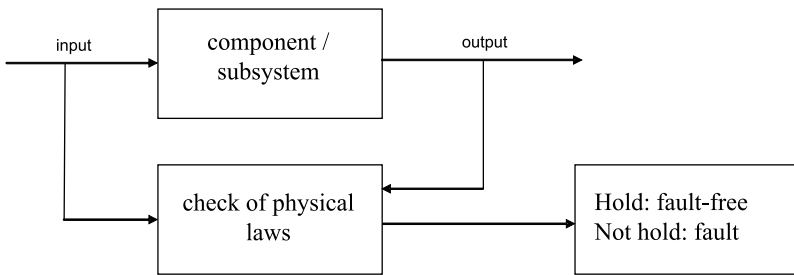 input
component /
subsystem
output
check of physical
laws
Hold: fault-free
Not hold: fault